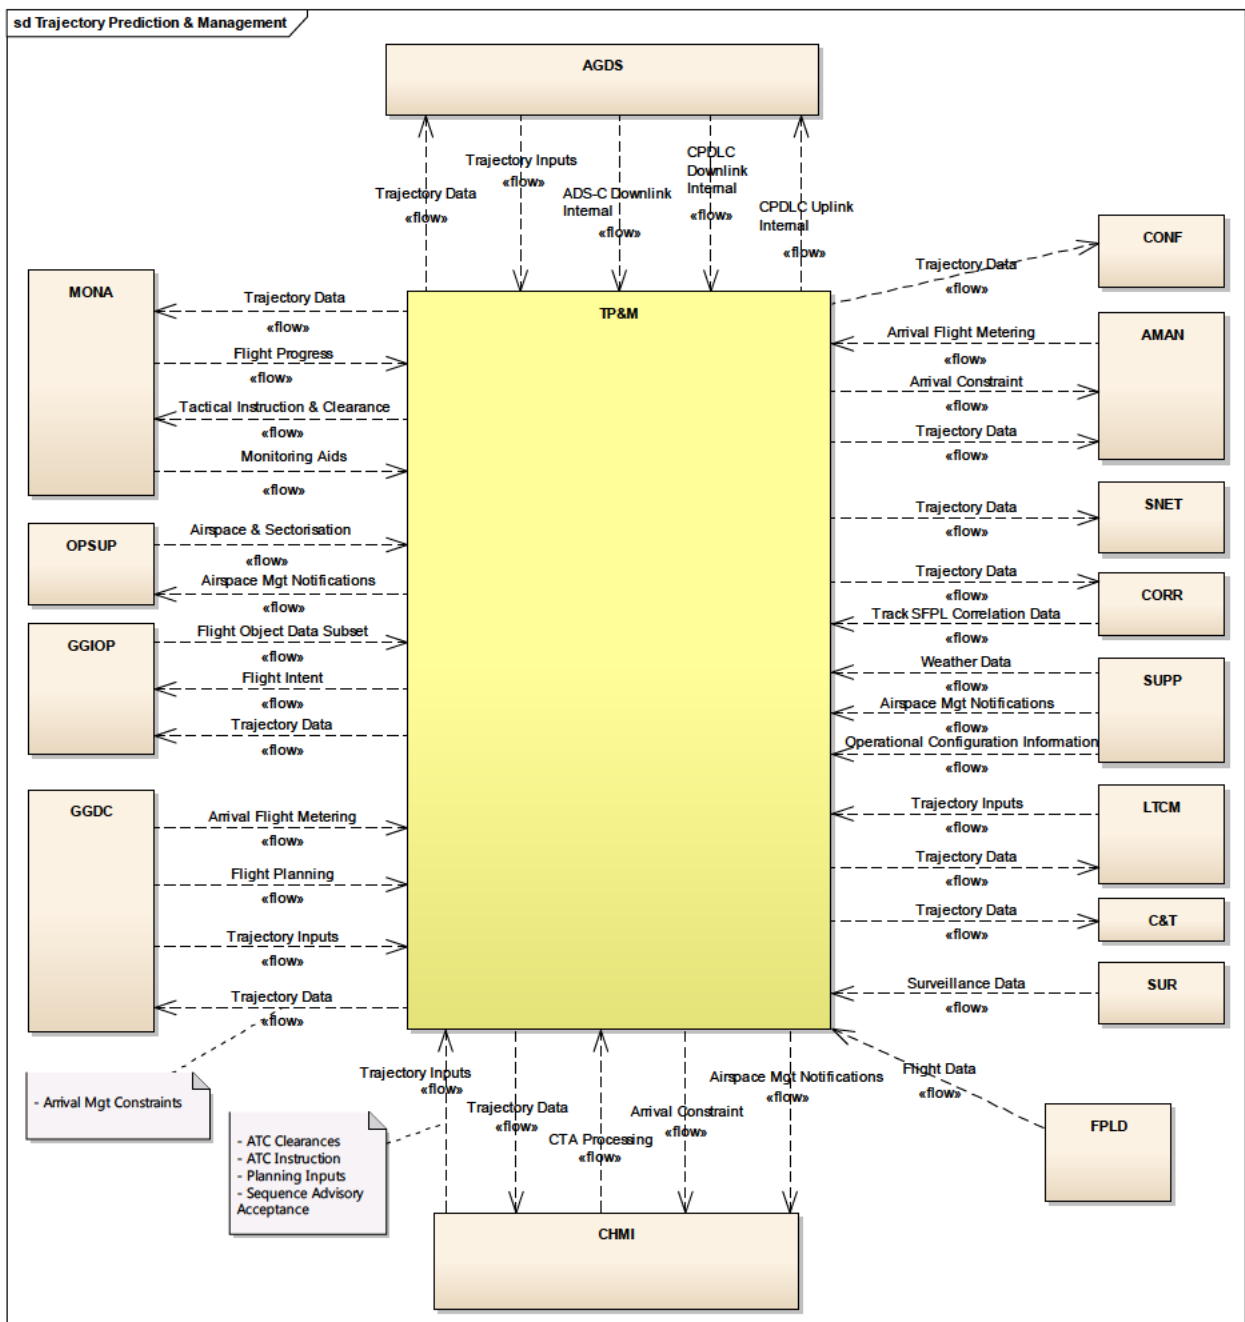 sd Trajectory Prediction & Management
AGDS
Trajectory Data
«flow»
Trajectory Inputs
«flow»
ADS-C Downlink
Internal
«flow»
CPDLC
Downlink
Internal
«flow»
CPDLC Uplink
Internal
«flow»
TP&M
MONA
Trajectory Data
«flow»
Flight Progress
«flow»
Tactical Instruction & Clearance
«flow»
Monitoring Aids
«flow»
OPSUP
Airspace & Sectorisation
«flow»
Airspace Mgt Notifications
«flow»
GGIOP
Flight Object Data Subset
«flow»
Flight Intent
«flow»
Trajectory Data
«flow»
GGDC
Arrival Flight Metering
«flow»
Flight Planning
«flow»
Trajectory Inputs
«flow»
Trajectory Data
«flow»
- Arrival Mgt Constraints
CONF
Trajectory Data
«flow»
AMAN
Arrival Flight Metering
«flow»
Arrival Constraint
«flow»
Trajectory Data
«flow»
SNET
Trajectory Data
«flow»
CORR
Trajectory Data
«flow»
Track SFPL Correlation Data
«flow»
SUPP
Weather Data
«flow»
Airspace Mgt Notifications
«flow»
Operational Configuration Information
«flow»
LTCM
Trajectory Inputs
«flow»
Trajectory Data
«flow»
C&T
Trajectory Data
«flow»
SUR
Surveillance Data
«flow»
FPLD
Flight Data
«flow»
Trajectory Inputs
«flow»
Trajectory Data
«flow»
CTA Processing
«flow»
Arrival Constraint
«flow»
Airspace Mgt Notifications
«flow»
- ATC Clearances
- ATC Instruction
- Planning Inputs
- Sequence Advisory
Acceptance
CHMI